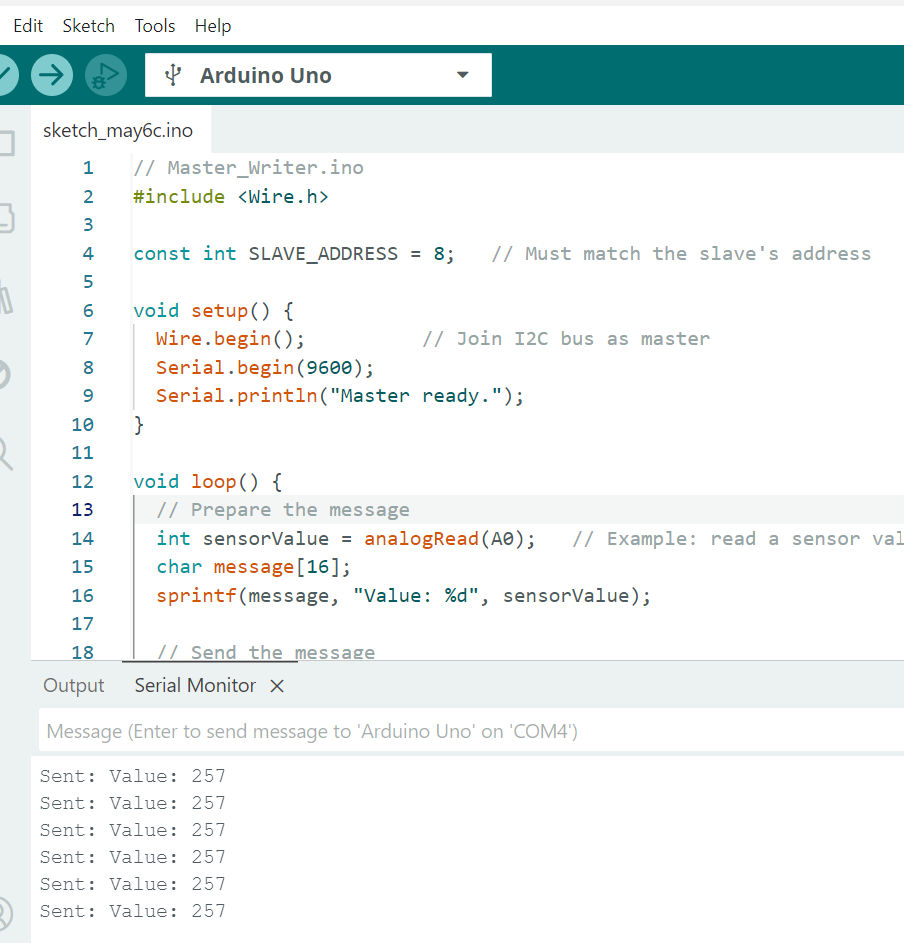 Edit Sketch Tools Help
Arduino Uno
sketch_may6c.ino
1 // Master_Writer.ino
2 #include <Wire.h>
3
4 const int SLAVE_ADDRESS = 8; // Must match the slave's address
5
6 void setup() {
7 Wire.begin(); // Join I2C bus as master
8 Serial.begin(9600);
9 Serial.println("Master ready.");
10 }
11
12 void loop() {
13 // Prepare the message
14 int sensorValue = analogRead(A0); // Example: read a sensor val
15 char message[16];
16 sprintf(message, "Value: %d", sensorValue);
17
18 // Send the message
Output Serial Monitor
Message (Enter to send message to 'Arduino Uno' on 'COM4')
Sent: Value: 257
Sent: Value: 257
Sent: Value: 257
Sent: Value: 257
Sent: Value: 257
Sent: Value: 257